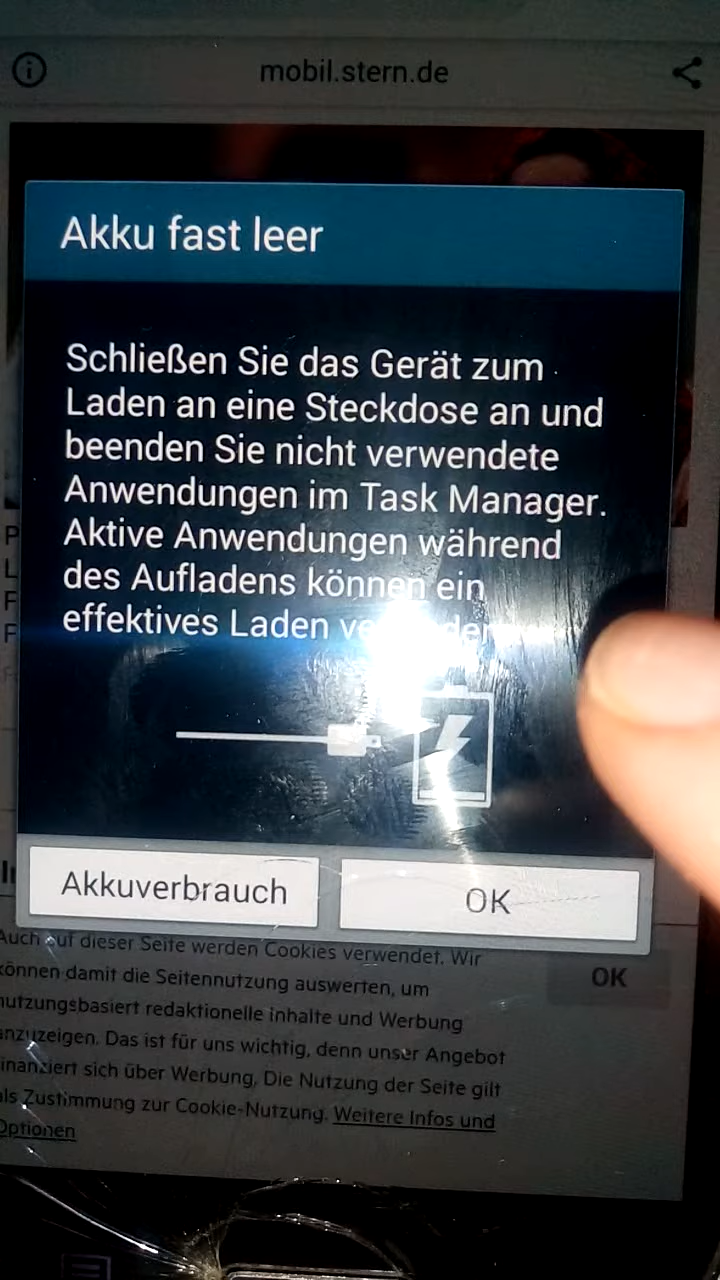 mobil.stern.de
Akku fast leer
Schließen Sie das Gerät zum
Laden an eine Steckdose an und
beenden Sie nicht verwendete
Anwendungen im Task Manager.
Aktive Anwendungen während
des Aufladens können ein
effektives Laden
Akkuverbrauch
OK
Auch auf dieser Seite werden Cookies verwendet. Wir
können damit die Seitennutzung auswerten, um
nutzungsbasiert redaktionelle Inhalte und Werbung
anzuzeigen. Das ist für uns wichtig, denn unser Angebot
finanziert sich über Werbung. Die Nutzung der Seite gilt
als Zustimmung zur Cookie-Nutzung. Weitere Infos und
Optionen
OK